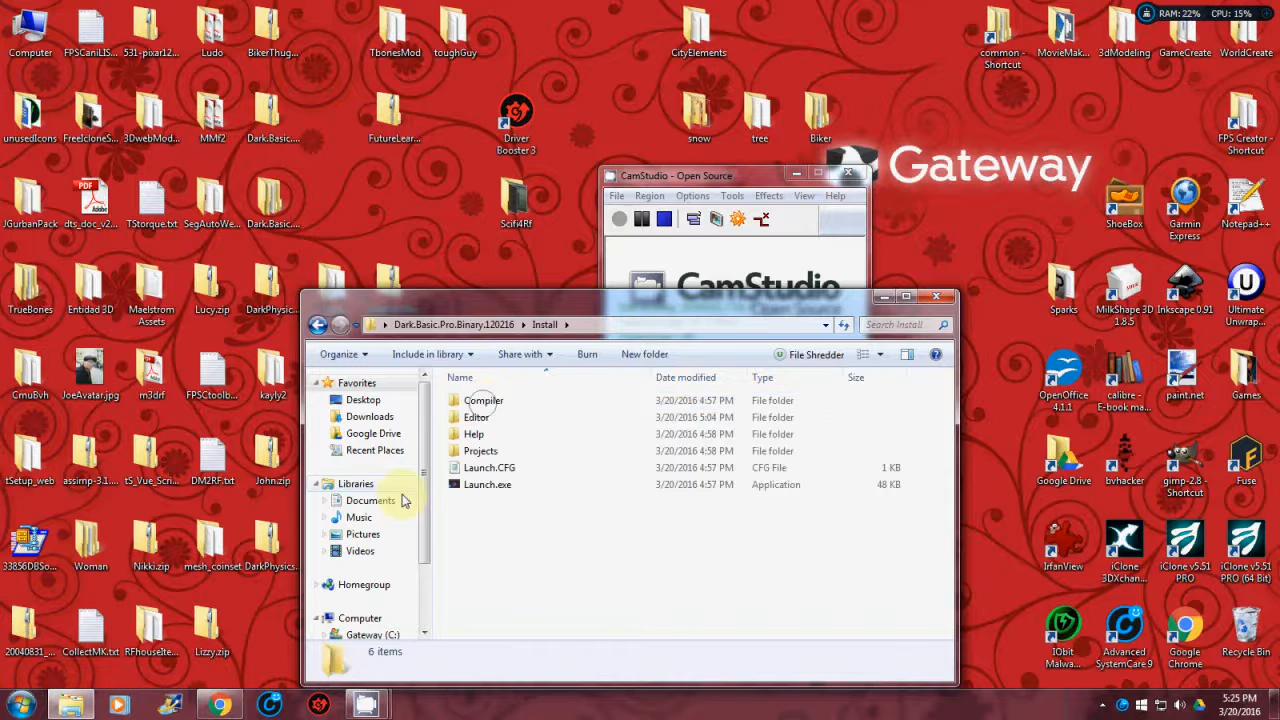 RAM: 22% CPU: 15%
Computer
FPSCaniLIS...
531-pixar12...
Ludo
BikerThug...
TbonesMod
toughGuy
CityElements
common - Shortcut
MovieMak...
3dModeling
GameCreate
WorldCreate
unusedIcons
FreeIcloneS...
3DwebMod...
MMf2
Dark.Basic....
FutureLear...
Driver Booster 3
snow
tree
Biker
Gateway
FPS Creator - Shortcut
JGurbanPack
PDF
dts_doc_v2...
TStorque.txt
SegAutoWe...
Dark.Basic....
Scifi4Rf
ShoeBox
Garmin Express
Notepad++
CamStudio - Open Source
File Region Options Tools Effects View Help
CamStudio
TrueBones
Entidad 3D
Maelstrom Assets
Lucy.zip
DarkPhysic...
Sparks
MilkShape 3D 1.8.5
Inkscape 0.91
Ultimate Unwrap...
Dark.Basic.Pro.Binary.120216
Install
Search Install
Organize
Include in library
Share with
Burn
New folder
File Shredder
Name Date modified Type Size
Favorites
Desktop
Downloads
Google Drive
Recent Places
Libraries
Documents
Music
Pictures
Videos
Homegroup
Computer
Gateway (C:)
Compiler 3/20/2016 4:57 PM File folder
Editor 3/20/2016 5:04 PM File folder
Help 3/20/2016 4:58 PM File folder
Projects 3/20/2016 4:58 PM File folder
Launch.CFG 3/20/2016 4:57 PM CFG File 1 KB
Launch.exe 3/20/2016 4:57 PM Application 48 KB
6 items
CmuBvh
JoeAvatar.jpg
m3drf
FPSCtoolb...
kayly2
OpenOffice 4.1.1
calibre - E-book ma...
paint.net
Games
tSetup_web
assimp-3.1....
tS_Vue_Scri...
DM2RF.txt
John.zip
Google Drive
bvhacker
gimp-2.8 - Shortcut
Fuse
33856DBSo...
Woman
Nikki.zip
mesh_coinset
DarkPhysics...
IrfanView
iClone 3DXchan...
iClone v5.51 PRO
iClone v5.51 PRO (64 Bit)
20040831_...
CollectMK.txt
RFhouseIte...
Lizzy.zip
IObit Malwa...
Advanced SystemCare 9
Google Chrome
Recycle Bin
5:25 PM
3/20/2016